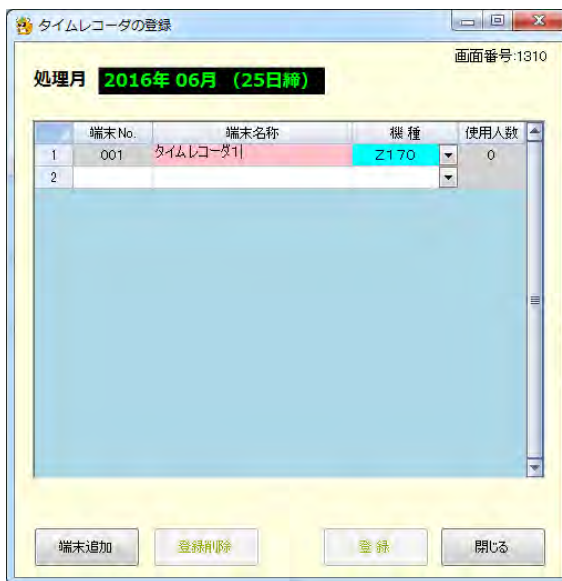 タイムレコーダの登録
画面番号:1310
処理月 2016年 06月 （25日締）
端末No. 端末名称 機 種 使用人数
1 001 タイムレコーダ1 Z170 0
2
端末追加 登録削除 登 録 閉じる